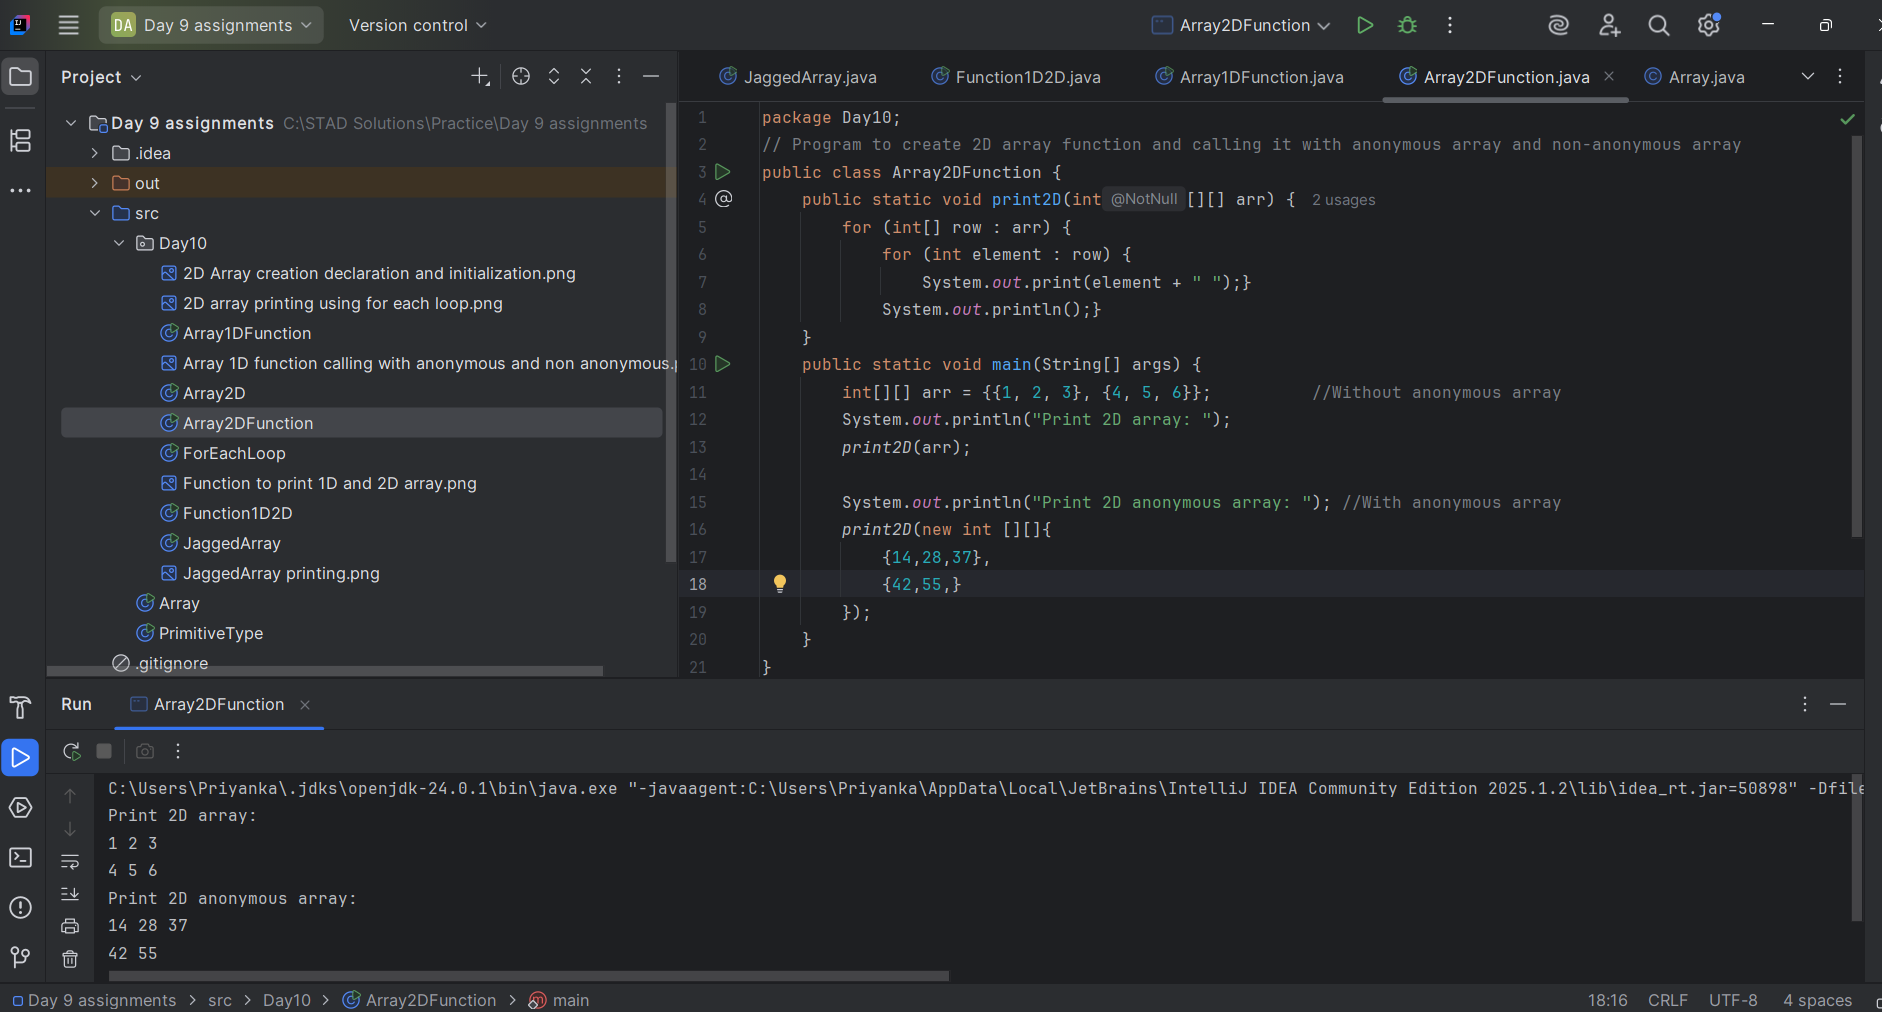 DA Day 9 assignments Version control Array2DFunction
Project
JaggedArray.java Function1D2D.java Array1DFunction.java Array2DFunction.java Array.java
Day 9 assignments C:\STAD Solutions\Practice\Day 9 assignments
.idea
out
src
Day10
2D Array creation declaration and initialization.png
2D array printing using for each loop.png
Array1DFunction
Array 1D function calling with anonymous and non anonymous.
Array2D
Array2DFunction
ForEachLoop
Function to print 1D and 2D array.png
Function1D2D
JaggedArray
JaggedArray printing.png
Array
PrimitiveType
.gitignore
1 package Day10;
2 // Program to create 2D array function and calling it with anonymous array and non-anonymous array
3 public class Array2DFunction {
4 @ public static void print2D(int @NotNull [][] arr) { 2 usages
5 for (int[] row : arr) {
6 for (int element : row) {
7 System.out.print(element + " ");}
8 System.out.println();}
9 }
10 public static void main(String[] args) {
11 int[][] arr = {{1, 2, 3}, {4, 5, 6}}; //Without anonymous array
12 System.out.println("Print 2D array: ");
13 print2D(arr);
14
15 System.out.println("Print 2D anonymous array: "); //With anonymous array
16 print2D(new int [][]{
17 {14,28,37},
18 {42,55,}
19 });
20 }
21 }
Run Array2DFunction
C:\Users\Priyanka\.jdks\openjdk-24.0.1\bin\java.exe "-javaagent:C:\Users\Priyanka\AppData\Local\JetBrains\IntelliJ IDEA Community Edition 2025.1.2\lib\idea_rt.jar=50898" -Dfile
Print 2D array:
1 2 3
4 5 6
Print 2D anonymous array:
14 28 37
42 55
Day 9 assignments > src > Day10 > Array2DFunction > main 18:16 CRLF UTF-8 4 spaces